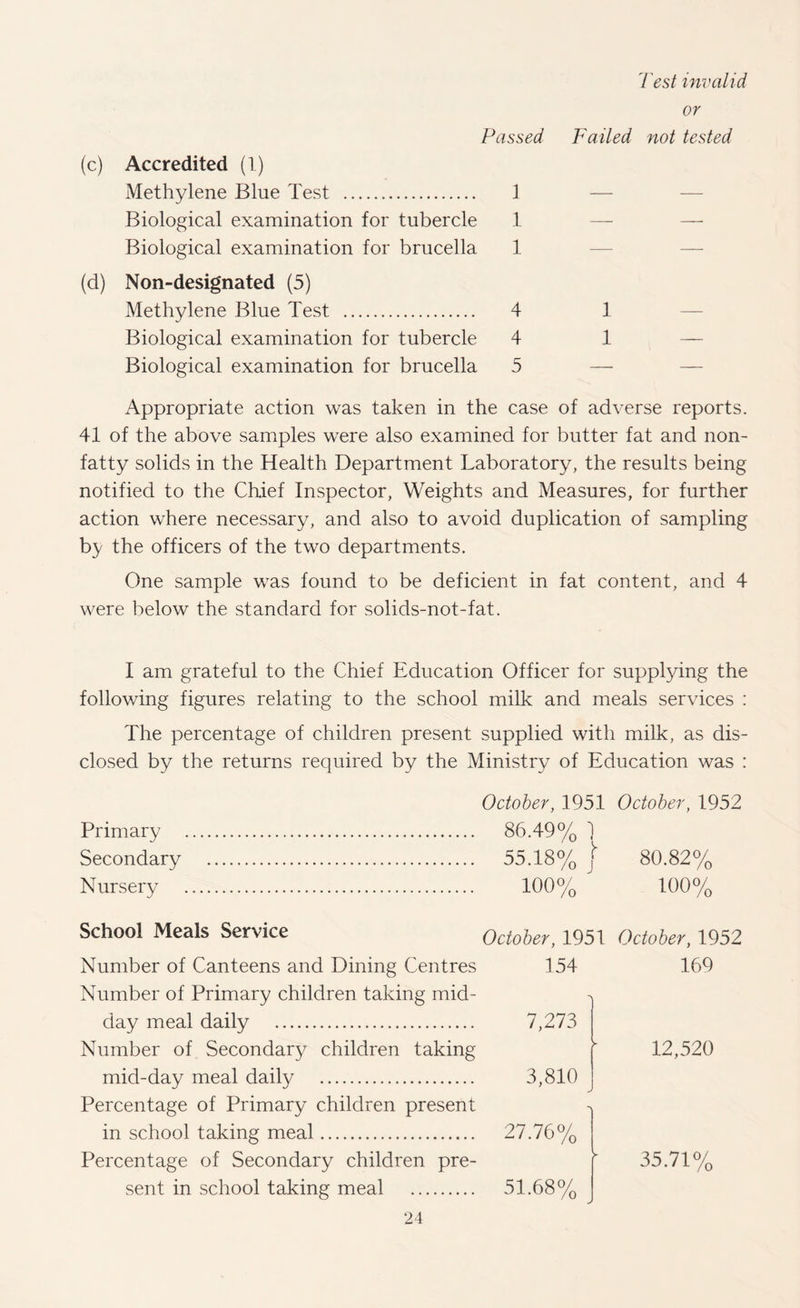 Test invalid
or
Passed Failed not tested
(c) Accredited (1)
Methylene Blue Test .................... 1 — —
Biological examination for tubercle 1 — —
Biological examination for brucella 1 — —
(d) Non-designated (5)
Methylene Blue Test .................... 4 1 —
Biological examination for tubercle 4 1 —
Biological examination for brucella 5 — —
Appropriate action was taken in the case of adverse reports.
41 of the above samples were also examined for butter fat and non-
fatty solids in the Health Department Laboratory, the results being
notified to the Chief Inspector, Weights and Measures, for further
action where necessary, and also to avoid duplication of sampling
by the officers of the two departments.
One sample was found to be deficient in fat content, and 4
were below the standard for solids-not-fat.
I am grateful to the Chief Education Officer for supplying the
following figures relating to the school milk and meals services :
The percentage of children present supplied with milk, as dis-
closed by the returns required by the Ministry of Education was :
October, 1951 October, 1952
Primary ........................................... 86.49% }
Secondary ........................................ 55.18% } 80.82%
Nursery ........................................... 100% 100%
School Meals Service October, 1951 October, 1952
Number of Canteens and Dining Centres 154 169
Number of Primary children taking mid-
day meal daily .............................. 7,273
Number of Secondary children taking 12,520
mid-day meal daily ....................... 3,810
Percentage of Primary children present
in school taking meal....................... 27.76%
Percentage of Secondary children pre- 35.71%
sent in school taking meal .......... 51.68%
24